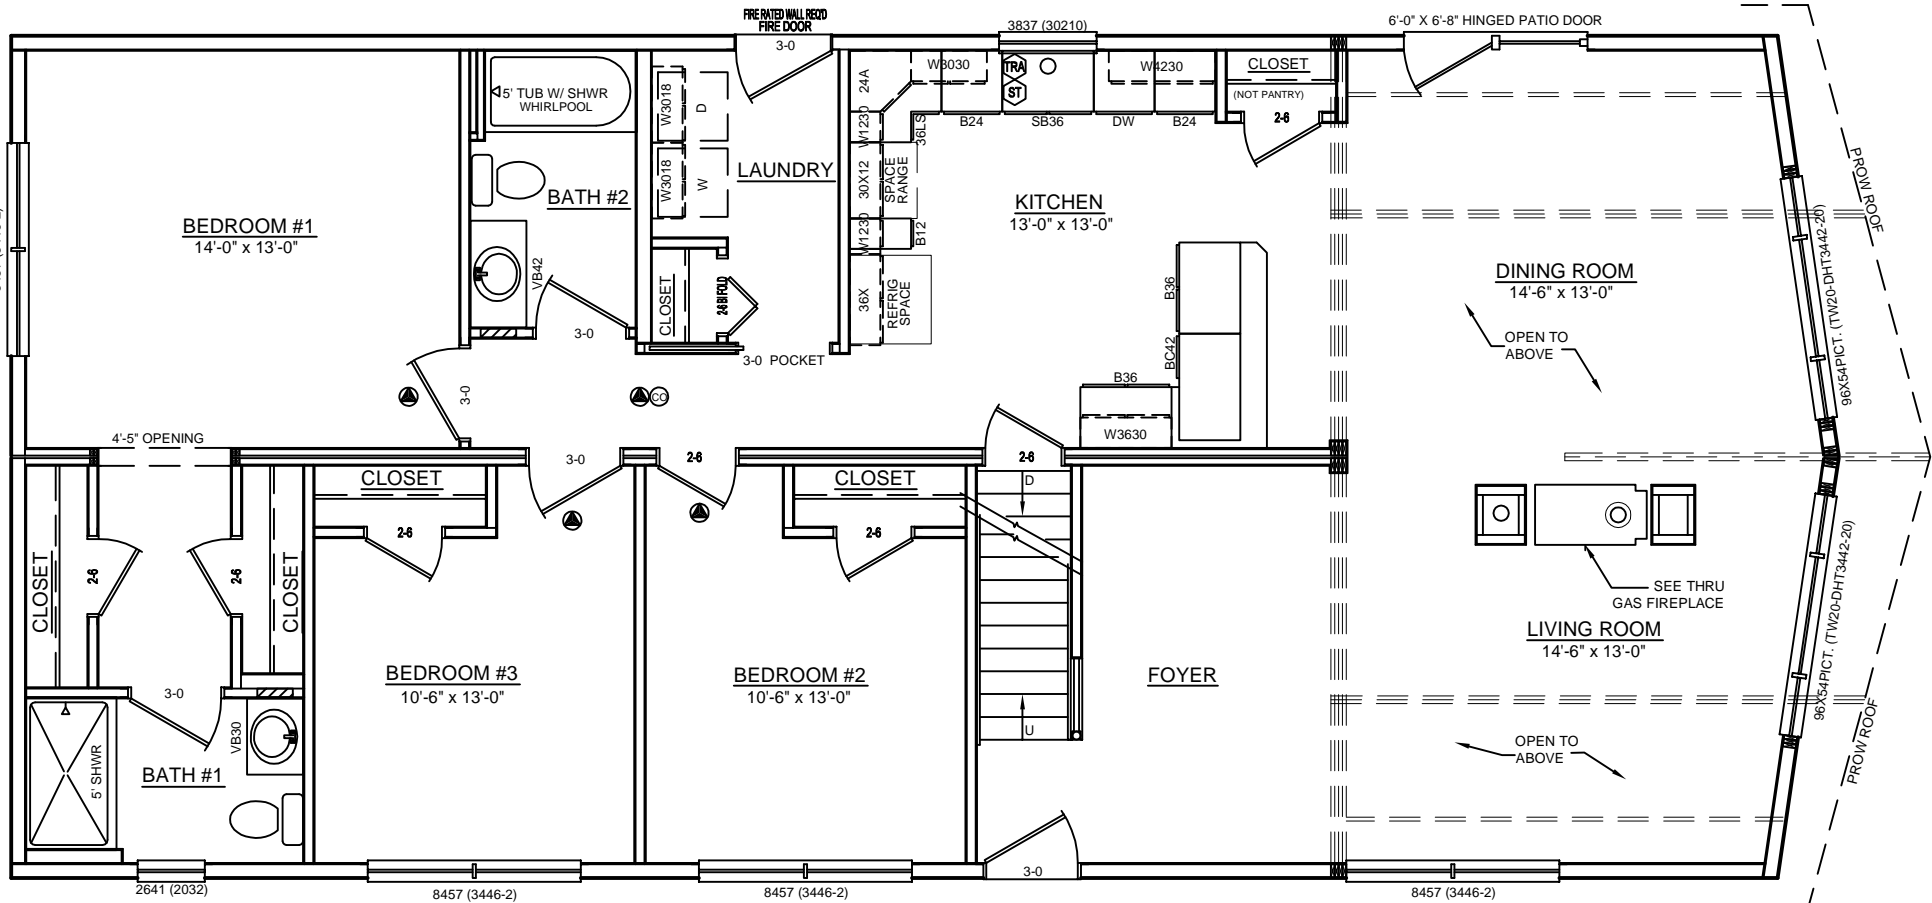 FIRE RATED WALL REQ'D
FIRE DOOR
3-0
3837 (30210)
6'-0" X 6'-8" HINGED PATIO DOOR
5' TUB W/ SHWR
WHIRLPOOL
W3018
D
W3018
W
LAUNDRY
24A
W3030
TRA
ST
W4230
CLOSET
(NOT PANTRY)
2-6
B24
SB36
DW
B24
36LS
W1230
30X12
SPACE
RANGE
W1230
B12
36X
REFRIG
SPACE
PROW ROOF
BEDROOM #1
14'-0" x 13'-0"
BATH #2
VB42
3-0
CLOSET
2-6 BIFOLD
3-0 POCKET
KITCHEN
13'-0" x 13'-0"
B36
BC42
B36
W3630
DINING ROOM
14'-6" x 13'-0"
OPEN TO
ABOVE
96X54PICT. (TW20-DHT3442-20)
3-0
CO
4'-5" OPENING
3-0
2-6
2-6
CLOSET
2-6
CLOSET
2-6
D
U
CLOSET
2-6
2-6
CLOSET
SEE THRU
GAS FIREPLACE
LIVING ROOM
14'-6" x 13'-0"
96X54PICT. (TW20-DHT3442-20)
PROW ROOF
BEDROOM #3
10'-6" x 13'-0"
BEDROOM #2
10'-6" x 13'-0"
FOYER
3-0
VB30
5' SHWR
BATH #1
OPEN TO
ABOVE
3-0
2641 (2032)
8457 (3446-2)
8457 (3446-2)
8457 (3446-2)